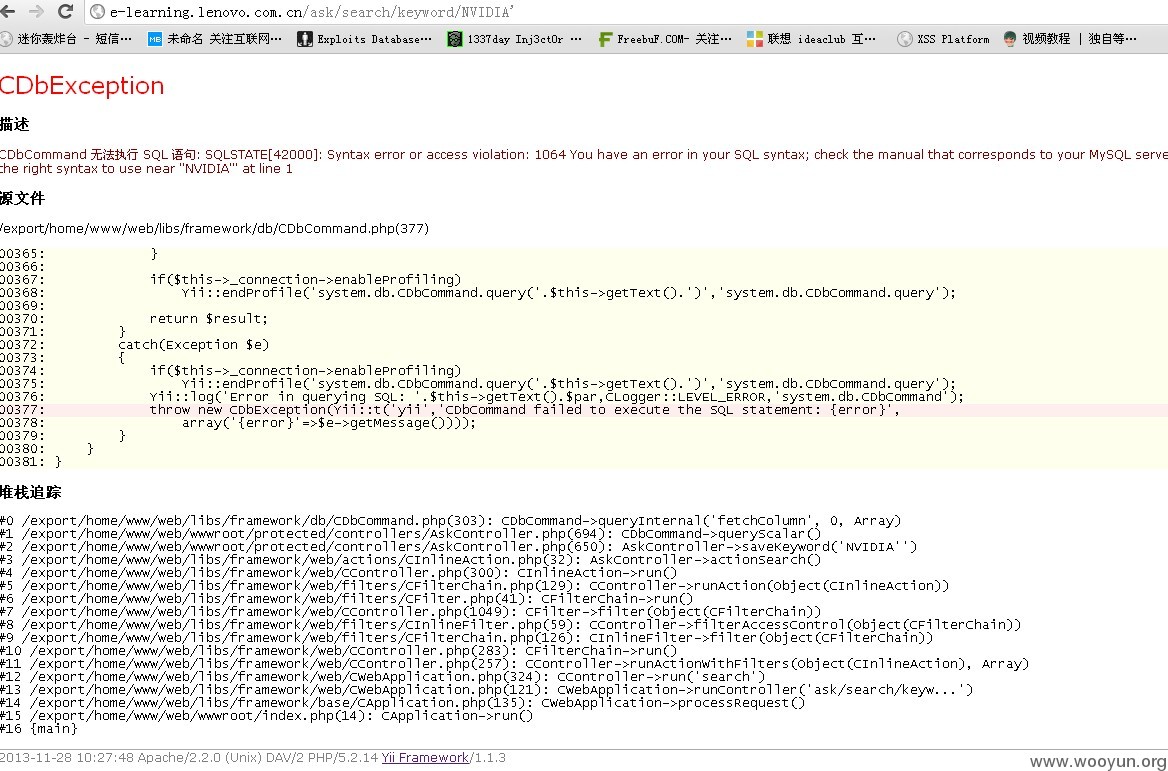 e-learning.lenovo.com.cn/ask/search/keyword/NVIDIA'
迷你轰炸台 - 短信… 未命名 关注互联网… Exploits Database… 1337day Inj3ct0r … FreebuF.COM- 关注… 联想 ideaclub 互… XSS Platform 视频教程 | 独自等…
CDbException
描述
CDbCommand 无法执行 SQL 语句: SQLSTATE[42000]: Syntax error or access violation: 1064 You have an error in your SQL syntax; check the manual that corresponds to your MySQL serve
the right syntax to use near ''NVIDIA''' at line 1
源文件
/export/home/www/web/libs/framework/db/CDbCommand.php(377)
00365: }
00366:
00367: if($this->_connection->enableProfiling)
00368: Yii::endProfile('system.db.CDbCommand.query('.$this->getText().')','system.db.CDbCommand.query');
00369:
00370: return $result;
00371: }
00372: catch(Exception $e)
00373: {
00374: if($this->_connection->enableProfiling)
00375: Yii::endProfile('system.db.CDbCommand.query('.$this->getText().')','system.db.CDbCommand.query');
00376: Yii::log('Error in querying SQL: '.$this->getText().$par,CLogger::LEVEL_ERROR,'system.db.CDbCommand');
00377: throw new CDbException(Yii::t('yii','CDbCommand failed to execute the SQL statement: {error}',
00378: array('{error}'=>$e->getMessage())));
00379: }
00380: }
00381: }
堆栈追踪
#0 /export/home/www/web/libs/framework/db/CDbCommand.php(303): CDbCommand->queryInternal('fetchColumn', 0, Array)
#1 /export/home/www/web/wwwroot/protected/controllers/AskController.php(694): CDbCommand->queryScalar()
#2 /export/home/www/web/wwwroot/protected/controllers/AskController.php(650): AskController->saveKeyword('NVIDIA'')
#3 /export/home/www/web/libs/framework/web/actions/CInlineAction.php(32): AskController->actionSearch()
#4 /export/home/www/web/libs/framework/web/CController.php(300): CInlineAction->run()
#5 /export/home/www/web/libs/framework/web/filters/CFilterChain.php(129): CController->runAction(Object(CInlineAction))
#6 /export/home/www/web/libs/framework/web/filters/CFilter.php(41): CFilterChain->run()
#7 /export/home/www/web/libs/framework/web/CController.php(1049): CFilter->filter(Object(CFilterChain))
#8 /export/home/www/web/libs/framework/web/filters/CInlineFilter.php(59): CController->filterAccessControl(Object(CFilterChain))
#9 /export/home/www/web/libs/framework/web/filters/CFilterChain.php(126): CInlineFilter->filter(Object(CFilterChain))
#10 /export/home/www/web/libs/framework/web/CController.php(283): CFilterChain->run()
#11 /export/home/www/web/libs/framework/web/CController.php(257): CController->runActionWithFilters(Object(CInlineAction), Array)
#12 /export/home/www/web/libs/framework/web/CWebApplication.php(324): CController->run('search')
#13 /export/home/www/web/libs/framework/web/CWebApplication.php(121): CWebApplication->runController('ask/search/keyw...')
#14 /export/home/www/web/libs/framework/base/CApplication.php(135): CWebApplication->processRequest()
#15 /export/home/www/web/wwwroot/index.php(14): CApplication->run()
#16 {main}
2013-11-28 10:27:48 Apache/2.2.0 (Unix) DAV/2 PHP/5.2.14 Yii Framework/1.1.3
www.wooyun.org